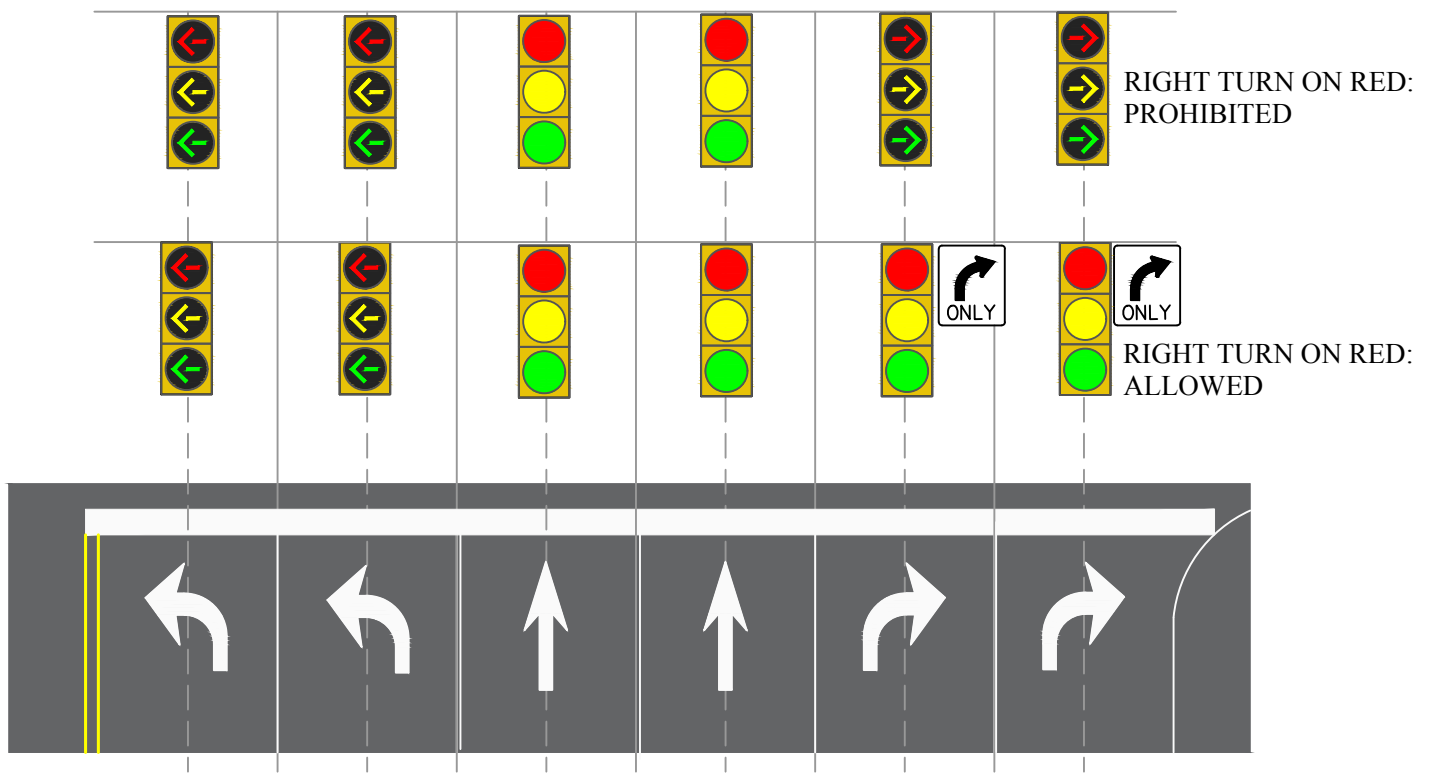 RIGHT TURN ON RED:
PROHIBITED
ONLY
ONLY
RIGHT TURN ON RED:
ALLOWED